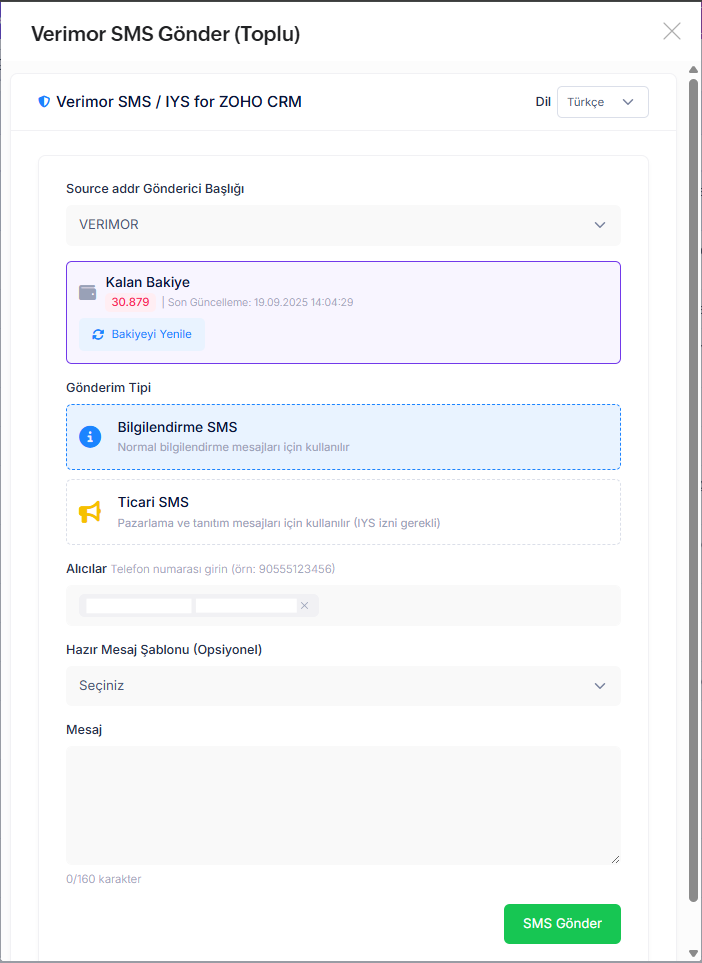 Verimor SMS Gönder (Toplu)
Verimor SMS / IYS for ZOHO CRM
Dil
Türkçe
Source addr Gönderici Başlığı
VERIMOR
Kalan Bakiye
30.879 | Son Güncelleme: 19.09.2025 14:04:29
Bakiyeyi Yenile
Gönderim Tipi
Bilgilendirme SMS
Normal bilgilendirme mesajları için kullanılır
Ticari SMS
Pazarlama ve tanıtım mesajları için kullanılır (IYS izni gerekli)
Alıcılar Telefon numarası girin (örn: 90555123456)
Hazır Mesaj Şablonu (Opsiyonel)
Seçiniz
Mesaj
0/160 karakter
SMS Gönder